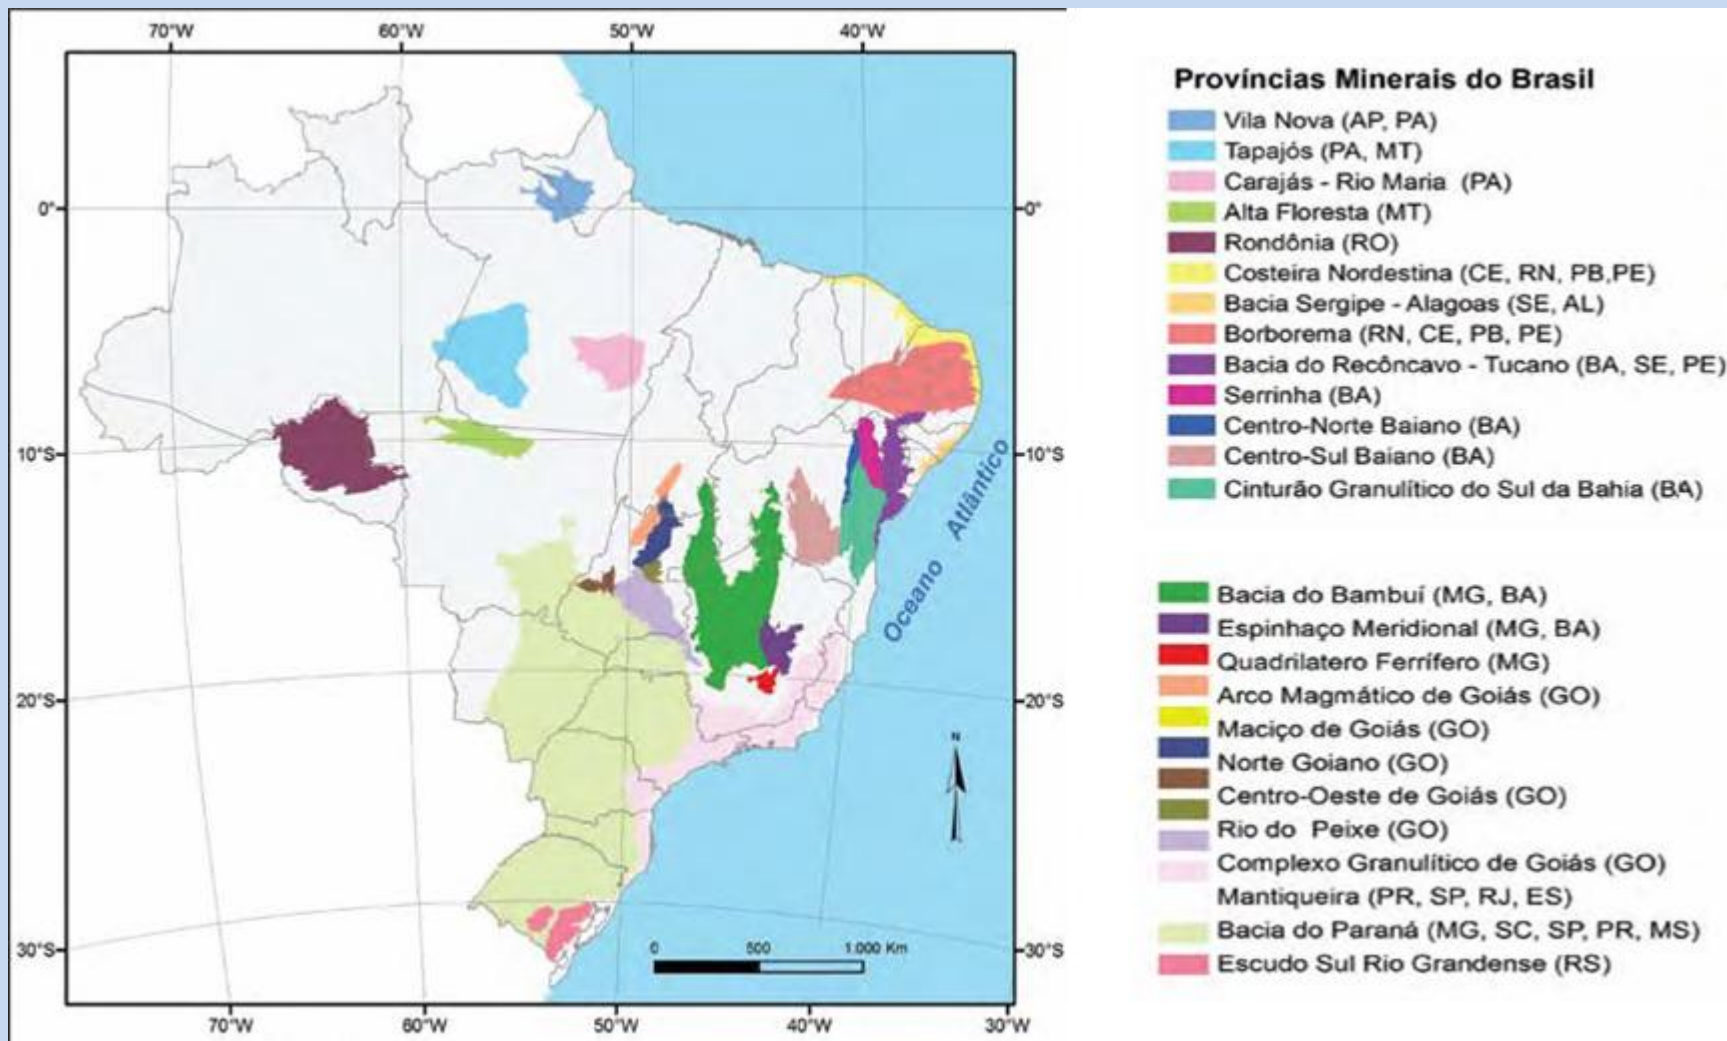 70°W 60°W 50°W 40°W
0° 0°
10°S 10°S
20°S 20°S
30°S 30°S
Oceano Atlântico
N
0 500 1.000 Km
70°W 60°W 50°W 40°W 30°W
Províncias Minerais do Brasil
Vila Nova (AP, PA)
Tapajós (PA, MT)
Carajás - Rio Maria (PA)
Alta Floresta (MT)
Rondônia (RO)
Costeira Nordestina (CE, RN, PB,PE)
Bacia Sergipe - Alagoas (SE, AL)
Borborema (RN, CE, PB, PE)
Bacia do Recôncavo - Tucano (BA, SE, PE)
Serrinha (BA)
Centro-Norte Baiano (BA)
Centro-Sul Baiano (BA)
Cinturão Granulítico do Sul da Bahia (BA)
Bacia do Bambuí (MG, BA)
Espinhaço Meridional (MG, BA)
Quadrilatero Ferrífero (MG)
Arco Magmático de Goiás (GO)
Maciço de Goiás (GO)
Norte Goiano (GO)
Centro-Oeste de Goiás (GO)
Rio do Peixe (GO)
Complexo Granulítico de Goiás (GO)
Mantiqueira (PR, SP, RJ, ES)
Bacia do Paraná (MG, SC, SP, PR, MS)
Escudo Sul Rio Grandense (RS)